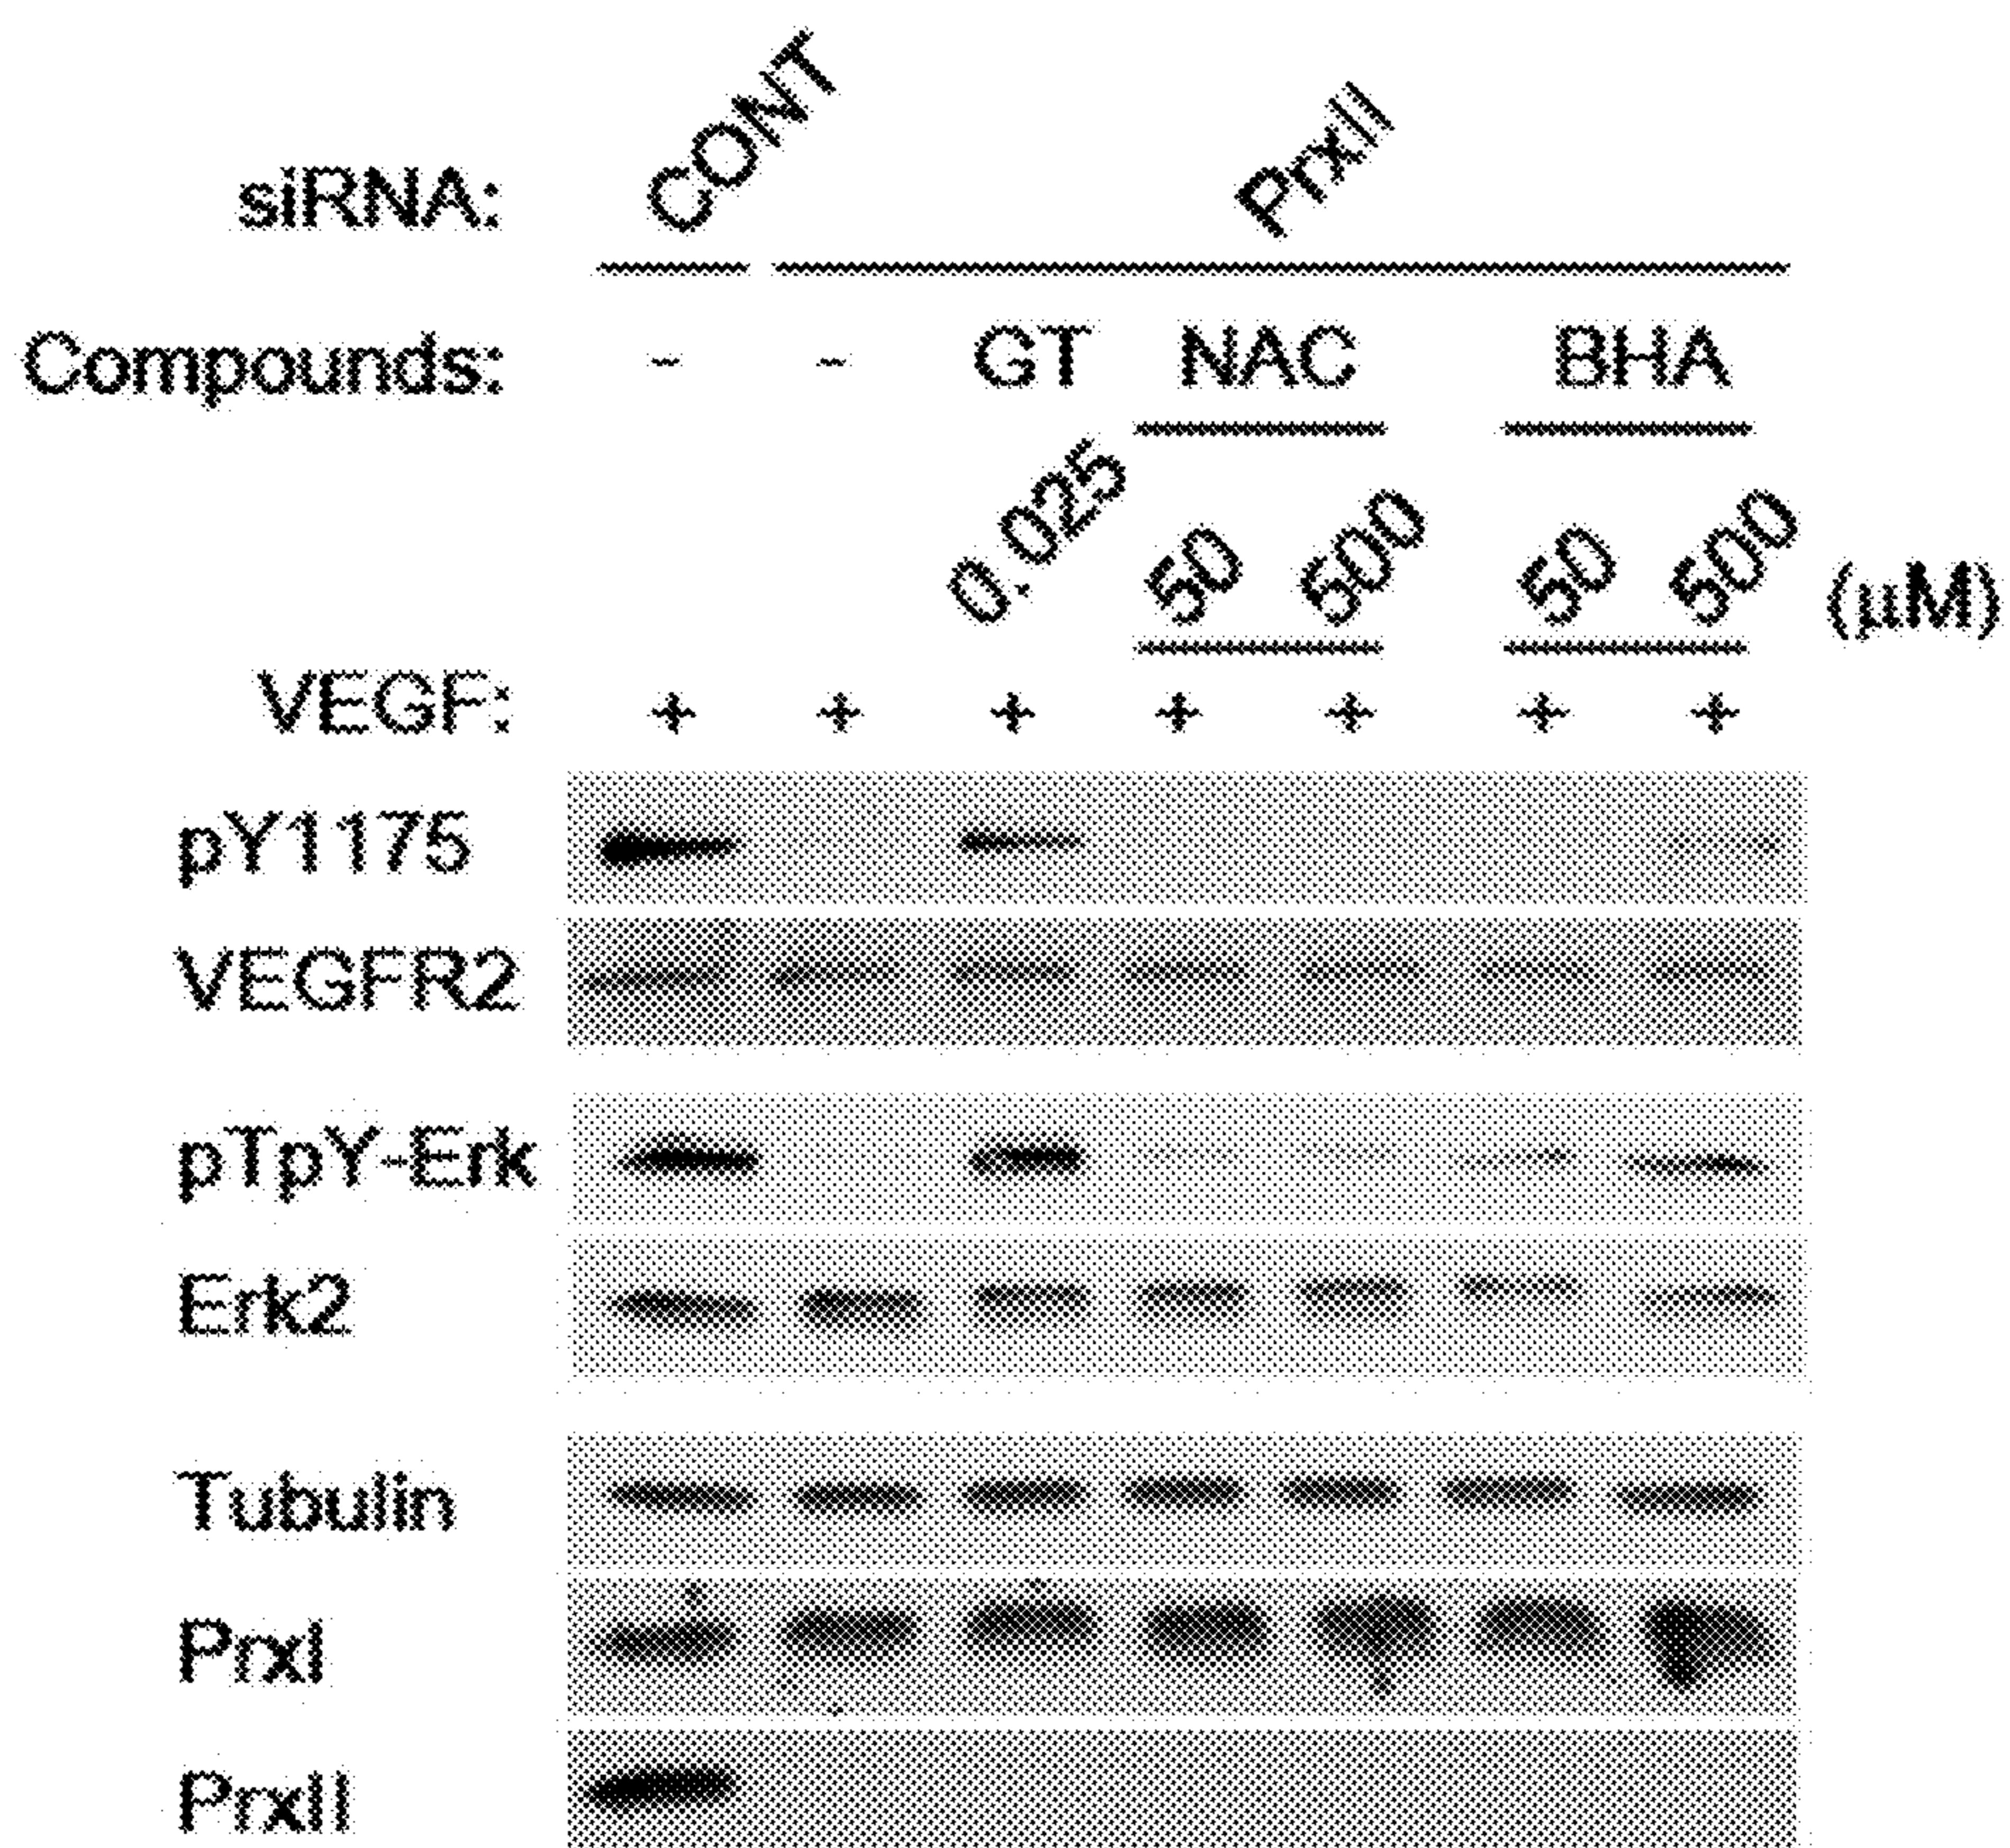 siRNA: CONT PrxII
Compounds: - - GT NAC BHA
0.025 50 500 50 500 (μM)
VEGF: + + + + + + +
pY1175
VEGFR2
pTpY-Erk
Erk2
Tubulin
PrxI
PrxII